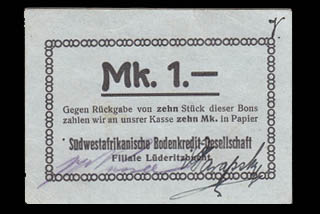 Mk. 1.—
Gegen Rückgabe von zehn Stück dieser Bons
zahlen wir an unsrer Kasse zehn Mk. in Papier
Südwestafrikanische Bodenkredit-Gesellschaft
Filiale Lüderitzbucht